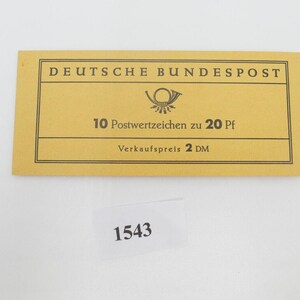 DEUTSCHE BUNDESPOST
10 Postwertzeichen zu 20 Pf
Verkaufspreis 2 DM
1543